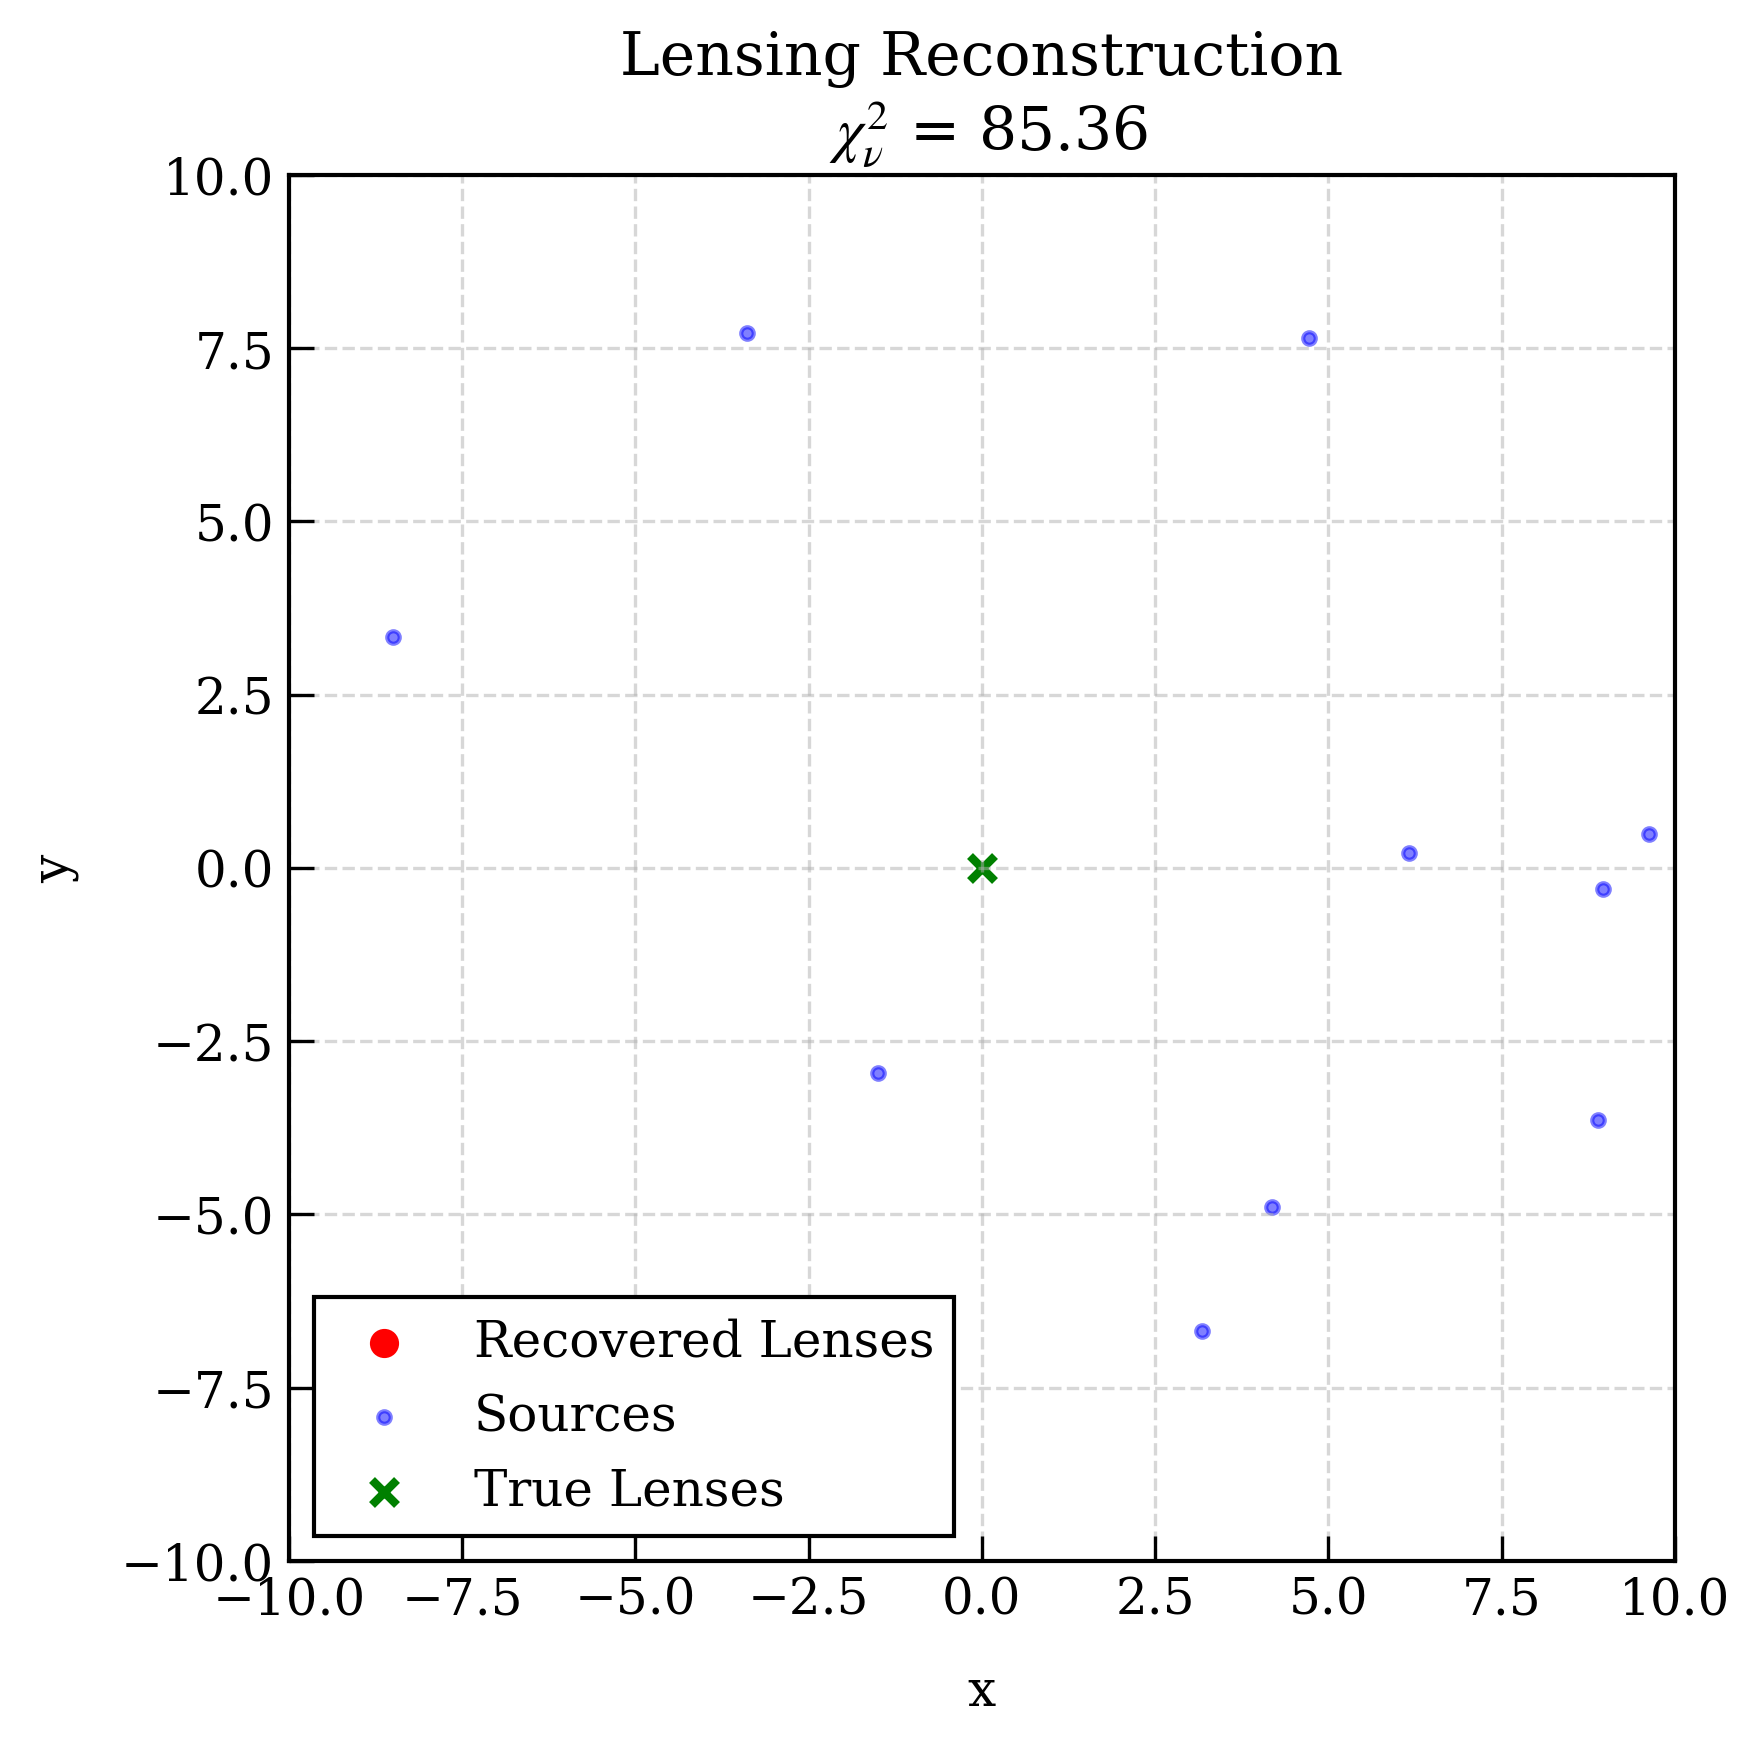 Lensing Reconstruction
χ²ᵥ = 85.36
10.0
7.5
5.0
2.5
0.0
−2.5
−5.0
−7.5
−10.0
y
Recovered Lenses
Sources
True Lenses
−10.0 −7.5 −5.0 −2.5 0.0 2.5 5.0 7.5 10.0
x